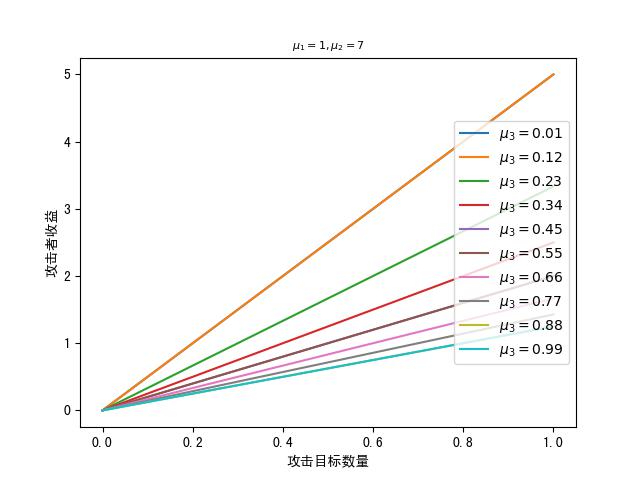 μ₁ = 1, μ₂ = 7
5
4
3
2
1
0
攻击者收益
0.0 0.2 0.4 0.6 0.8 1.0
攻击目标数量
μ₃ = 0.01
μ₃ = 0.12
μ₃ = 0.23
μ₃ = 0.34
μ₃ = 0.45
μ₃ = 0.55
μ₃ = 0.66
μ₃ = 0.77
μ₃ = 0.88
μ₃ = 0.99